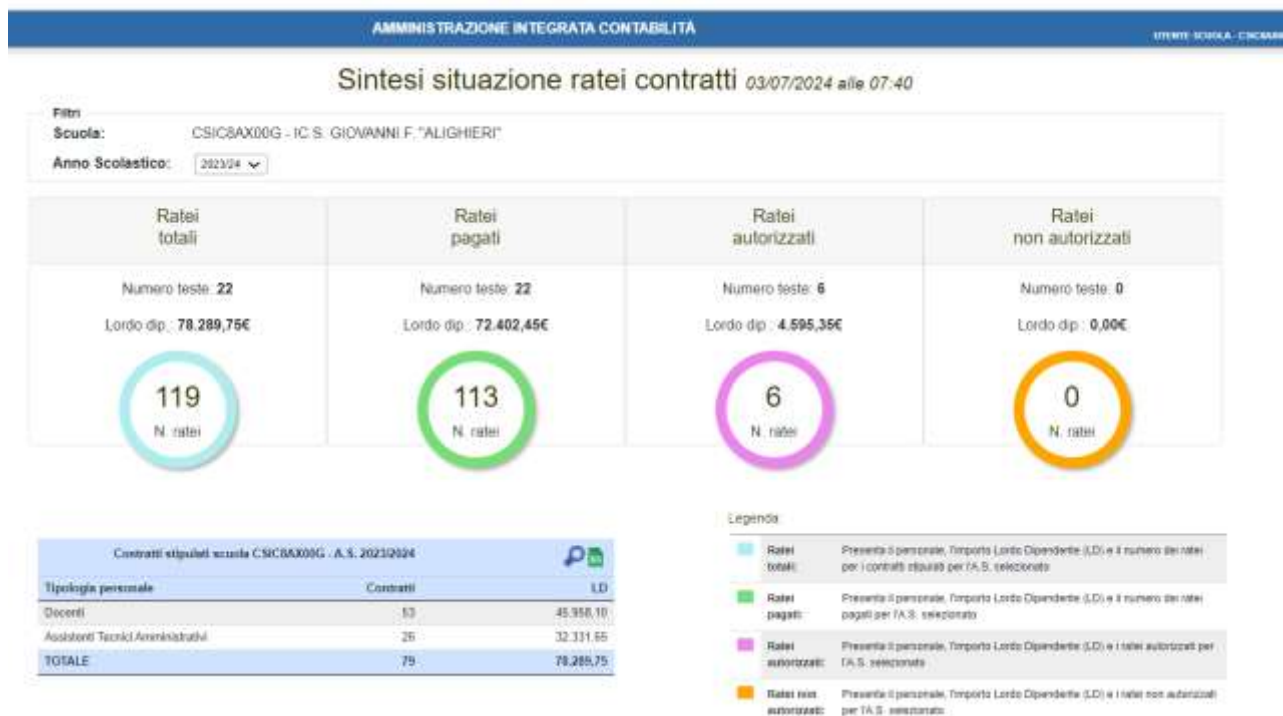 AMMINISTRAZIONE INTEGRATA CONTABILITÀ
UTENTE SCUOLA -
Sintesi situazione ratei contratti 03/07/2024 alle 07:40
Filtri
Scuola: CSIC8AX00G - IC S. GIOVANNI F. "ALIGHIERI"
Anno Scolastico: 2023/24
Ratei totali
Ratei pagati
Ratei autorizzati
Ratei non autorizzati
Numero teste: 22
Numero teste: 22
Numero teste: 6
Numero teste: 0
Lordo dip.: 78.289,75€
Lordo dip.: 72.402,45€
Lordo dip.: 4.595,35€
Lordo dip.: 0,00€
119
113
6
0
N. ratei
N. ratei
N. ratei
N. ratei
Legenda:
Contratti stipulati scuola CSIC8AX00G - A.S. 2023/2024
Tipologia personale Contratti LD
Docenti 53 45.958,10
Assistenti Tecnici Amministrativi 26 32.331,65
TOTALE 79 78.289,75
Ratei totali: Presenta il personale, l'importo Lordo Dipendente (LD) e il numero dei ratei
per i contratti stipulati per l'A.S. selezionato
Ratei pagati: Presenta il personale, l'importo Lordo Dipendente (LD) e il numero dei ratei
pagati per l'A.S. selezionato
Ratei autorizzati: Presenta il personale, l'importo Lordo Dipendente (LD) e i ratei autorizzati per
l'A.S. selezionato
Ratei non autorizzati: Presenta il personale, l'importo Lordo Dipendente (LD) e i ratei non autorizzati
per l'A.S. selezionato